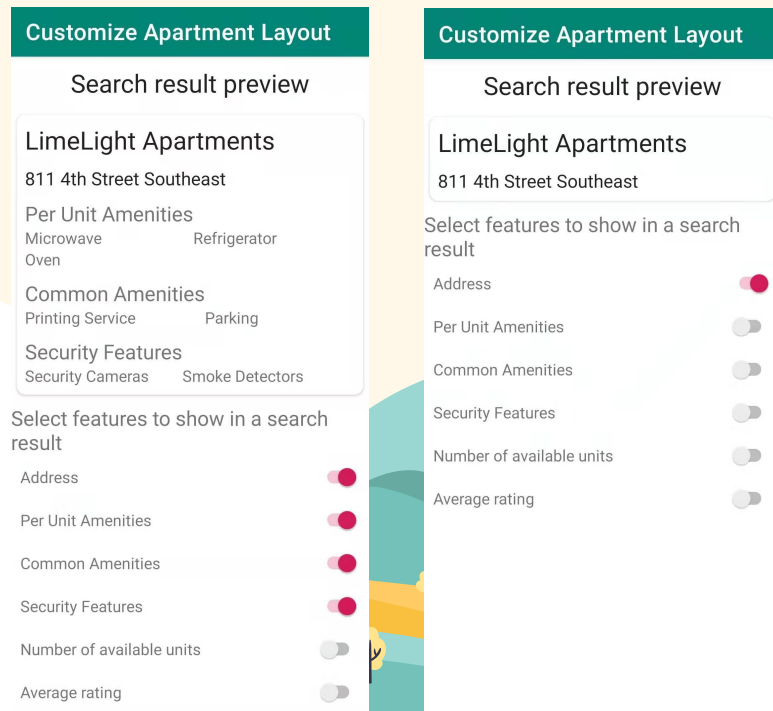 Customize Apartment Layout
Search result preview
LimeLight Apartments
811 4th Street Southeast
Per Unit Amenities
Microwave Refrigerator
Oven
Common Amenities
Printing Service Parking
Security Features
Security Cameras Smoke Detectors
Select features to show in a search
result
Address
Per Unit Amenities
Common Amenities
Security Features
Number of available units
Average rating
Customize Apartment Layout
Search result preview
LimeLight Apartments
811 4th Street Southeast
Select features to show in a search
result
Address
Per Unit Amenities
Common Amenities
Security Features
Number of available units
Average rating